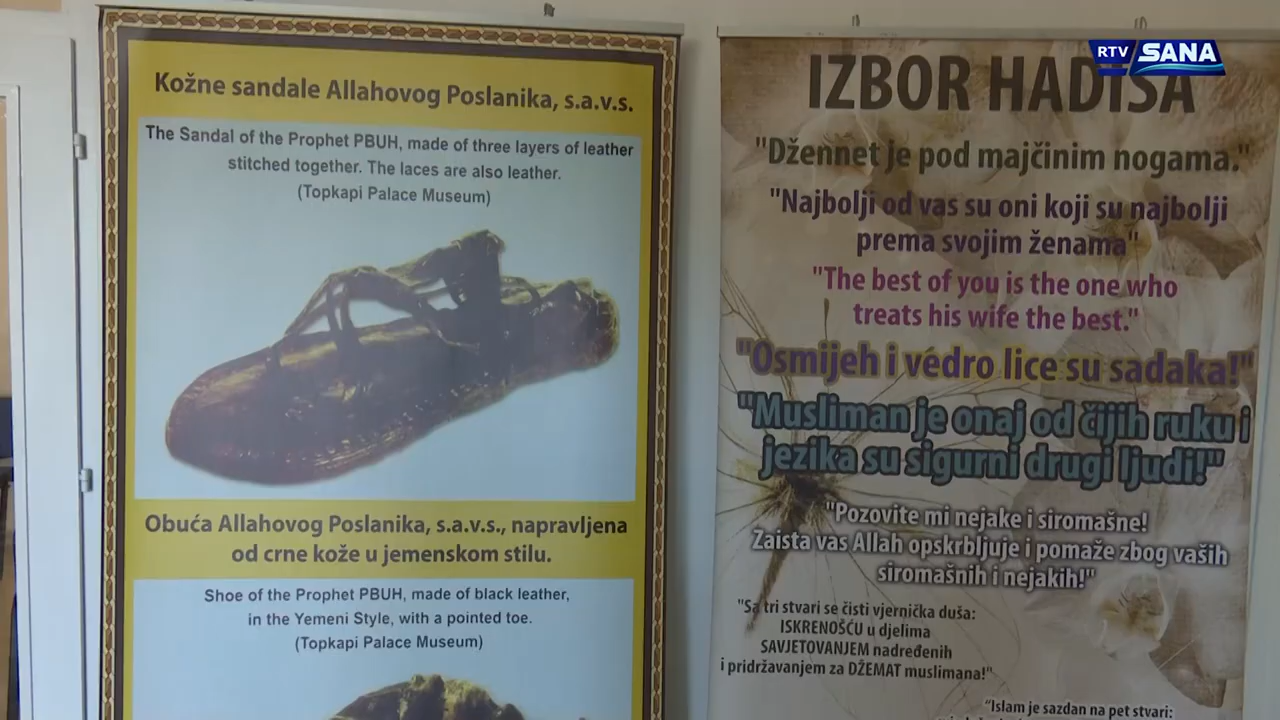 Kožne sandale Allahovog Poslanika, s.a.v.s.
The Sandal of the Prophet PBUH, made of three layers of leather
stitched together. The laces are also leather.
(Topkapi Palace Museum)
Obuća Allahovog Poslanika, s.a.v.s., napravljena
od crne kože u jemenskom stilu.
Shoe of the Prophet PBUH, made of black leather,
in the Yemeni Style, with a pointed toe.
(Topkapi Palace Museum)
RTV SANA
IZBOR HADISA
"Džennet je pod majčinim nogama."
"Najbolji od vas su oni koji su najbolji
prema svojim ženama"
"The best of you is the one who
treats his wife the best."
"Osmijeh i vedro lice su sadaka!"
"Musliman je onaj od čijih ruku i
jezika su sigurni drugi ljudi!"
"Pozovite mi nejake i siromašne!
Zaista vas Allah opskrbljuje i pomaže zbog vaših
siromašnih i nejakih!"
"Sa tri stvari se čisti vjernička duša:
ISKRENOŠĆU u djelima
SAVJETOVANJEM nadređenih
i pridržavanjem za DŽEMAT muslimana!"
"Islam je sazdan na pet stvari: